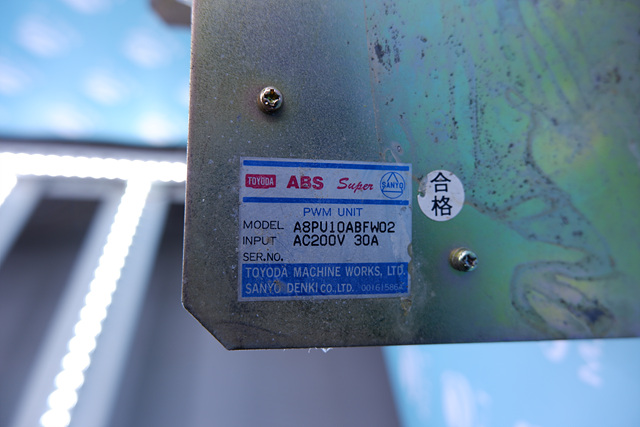 TOYODA ABS Super SANYO
PWM UNIT
MODEL A8PU10ABFW02
INPUT AC200V 30A
SER.NO.
TOYODA MACHINE WORKS, LTD.
SANYO DENKI CO., LTD. 001615864
合格